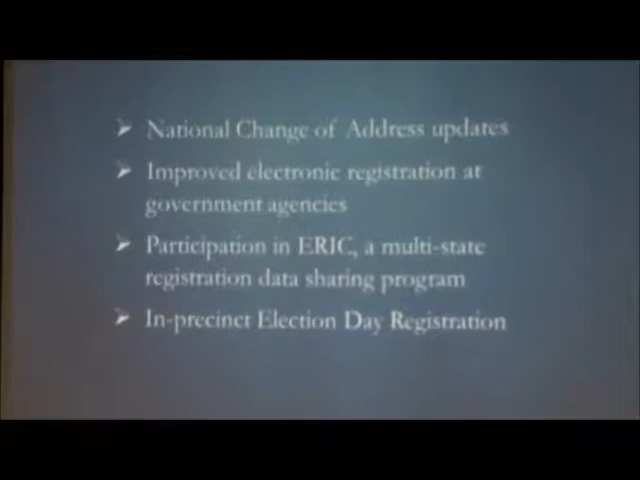 ➤ National Change of Address updates
➤ Improved electronic registration at
government agencies
➤ Participation in ERIC, a multi-state
registration data sharing program
➤ In-precinct Election Day Registration